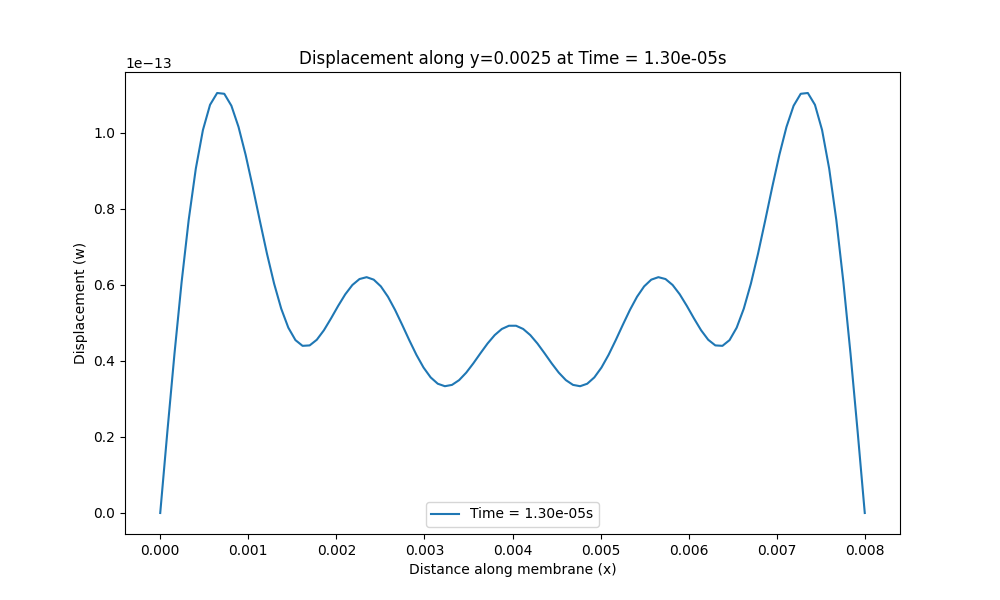 Displacement along y=0.0025 at Time = 1.30e-05s
1e−13
1.0
0.8
0.6
0.4
0.2
0.0
Displacement (w)
Time = 1.30e-05s
0.000 0.001 0.002 0.003 0.004 0.005 0.006 0.007 0.008
Distance along membrane (x)